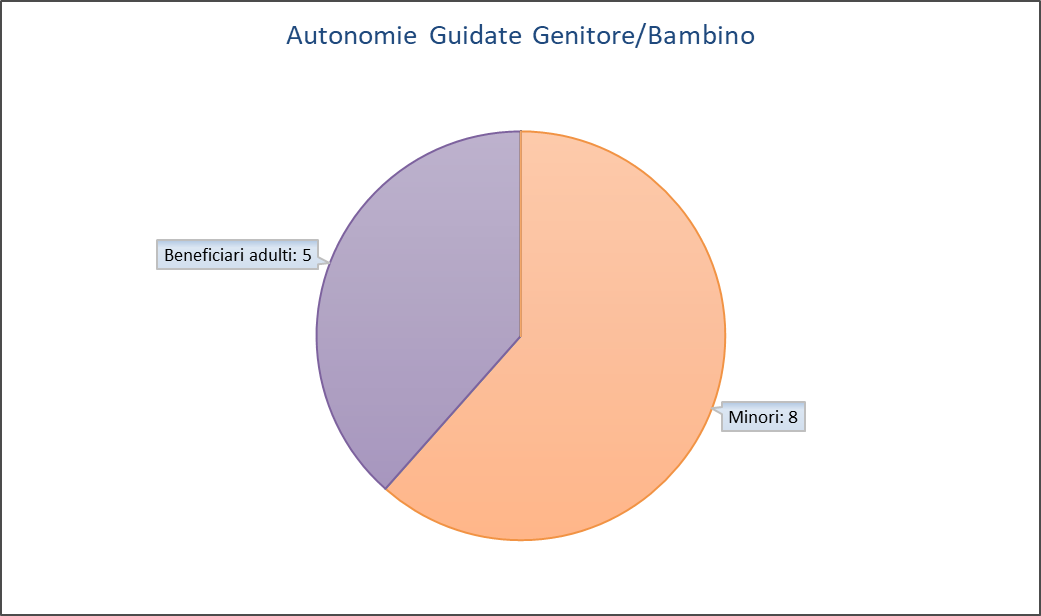 Autonomie Guidate Genitore/Bambino
Beneficiari adulti: 5
Minori: 8